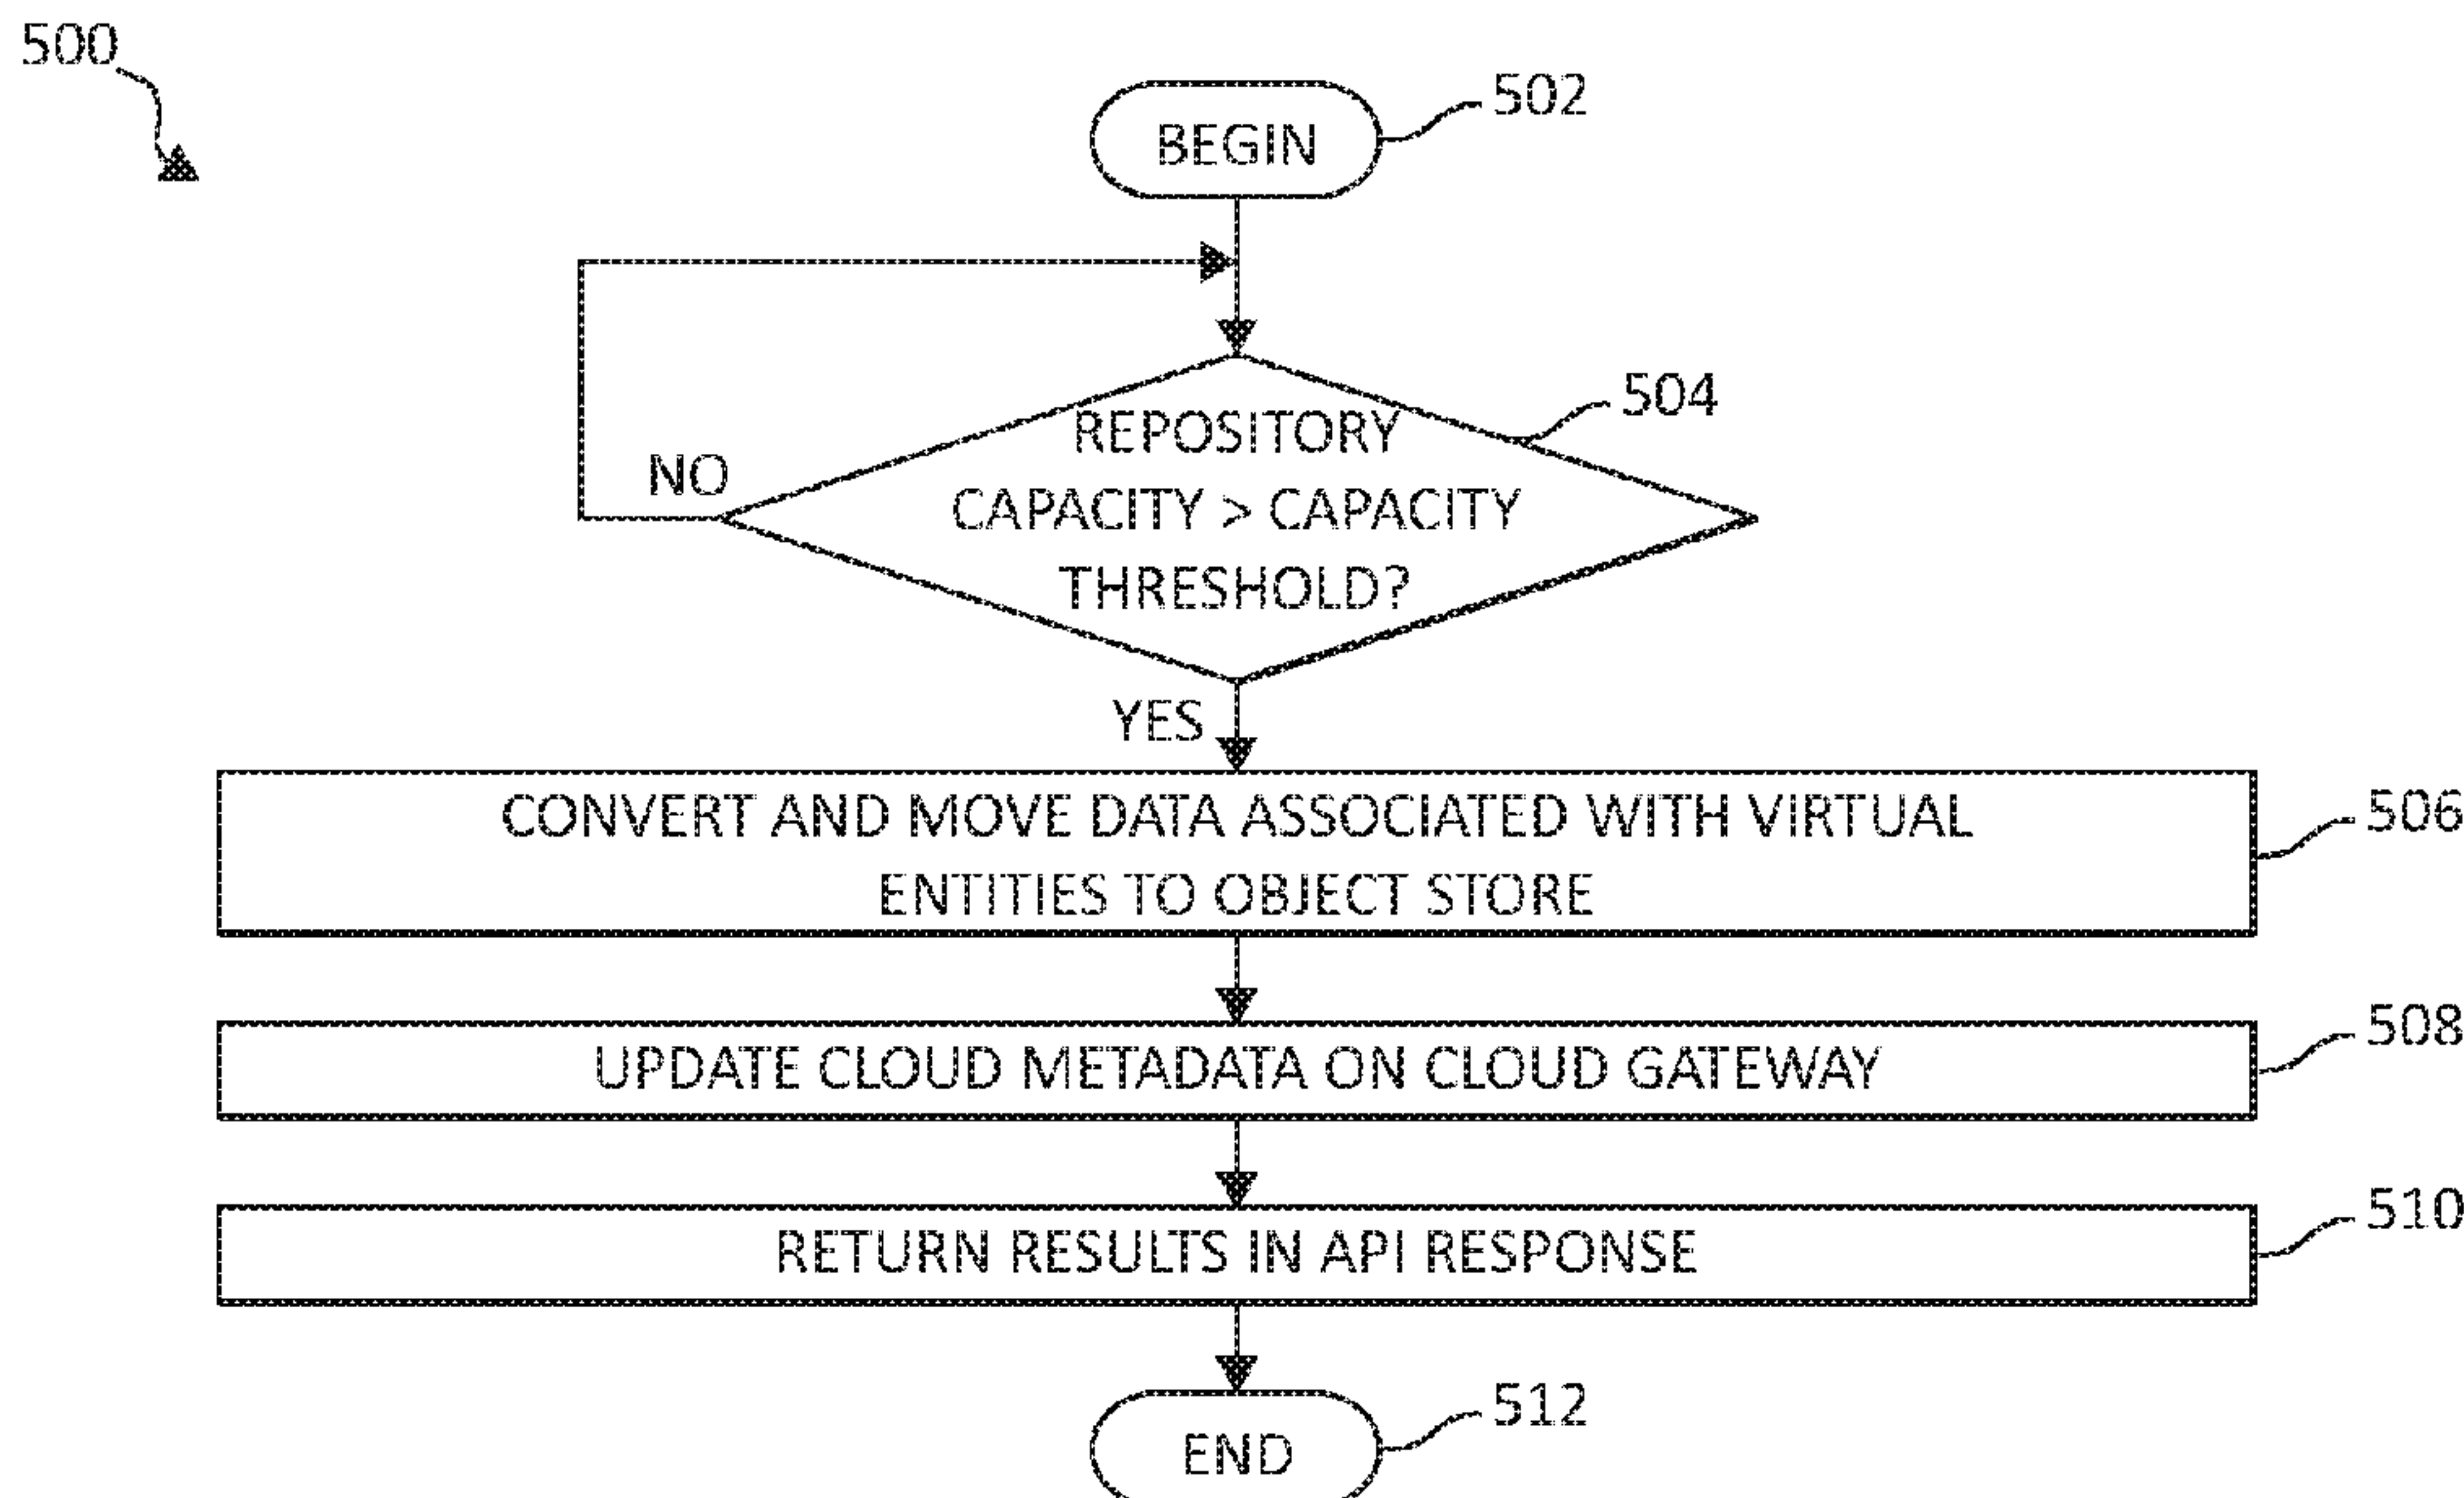 500
BEGIN
502
REPOSITORY
CAPACITY > CAPACITY
THRESHOLD?
504
NO
YES
CONVERT AND MOVE DATA ASSOCIATED WITH VIRTUAL
ENTITIES TO OBJECT STORE
506
UPDATE CLOUD METADATA ON CLOUD GATEWAY
508
RETURN RESULTS IN API RESPONSE
510
END
512